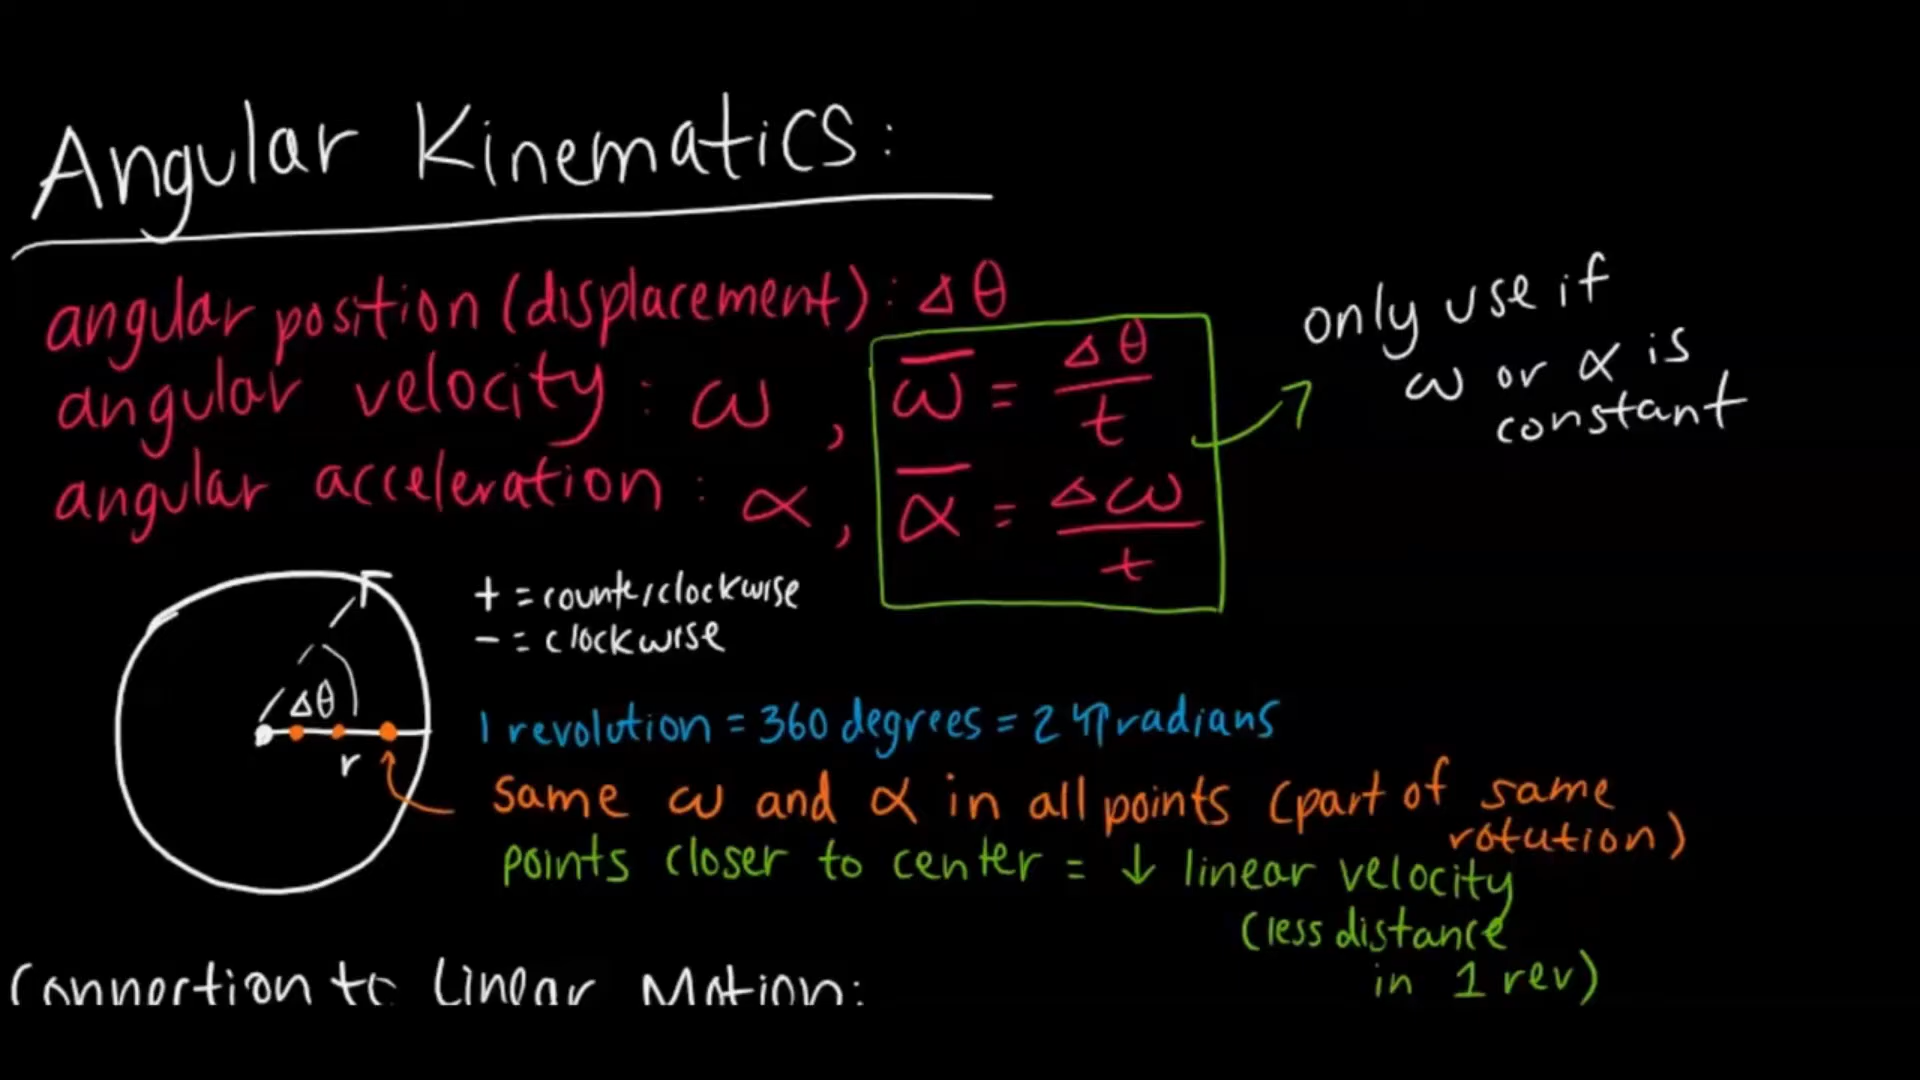 Angular Kinematics:
angular position (displacement): Δθ
angular velocity: ω, ω̅ = Δθ/t
angular acceleration: α, α̅ = Δω/t
only use if
ω or α is
constant
+ = counterclockwise
- = clockwise
Δθ
r
1 revolution = 360 degrees = 2π radians
same ω and α in all points (part of same
rotution)
points closer to center = ↓ linear velocity
(less distance
in 1 rev)
Connection to Linear Motion: